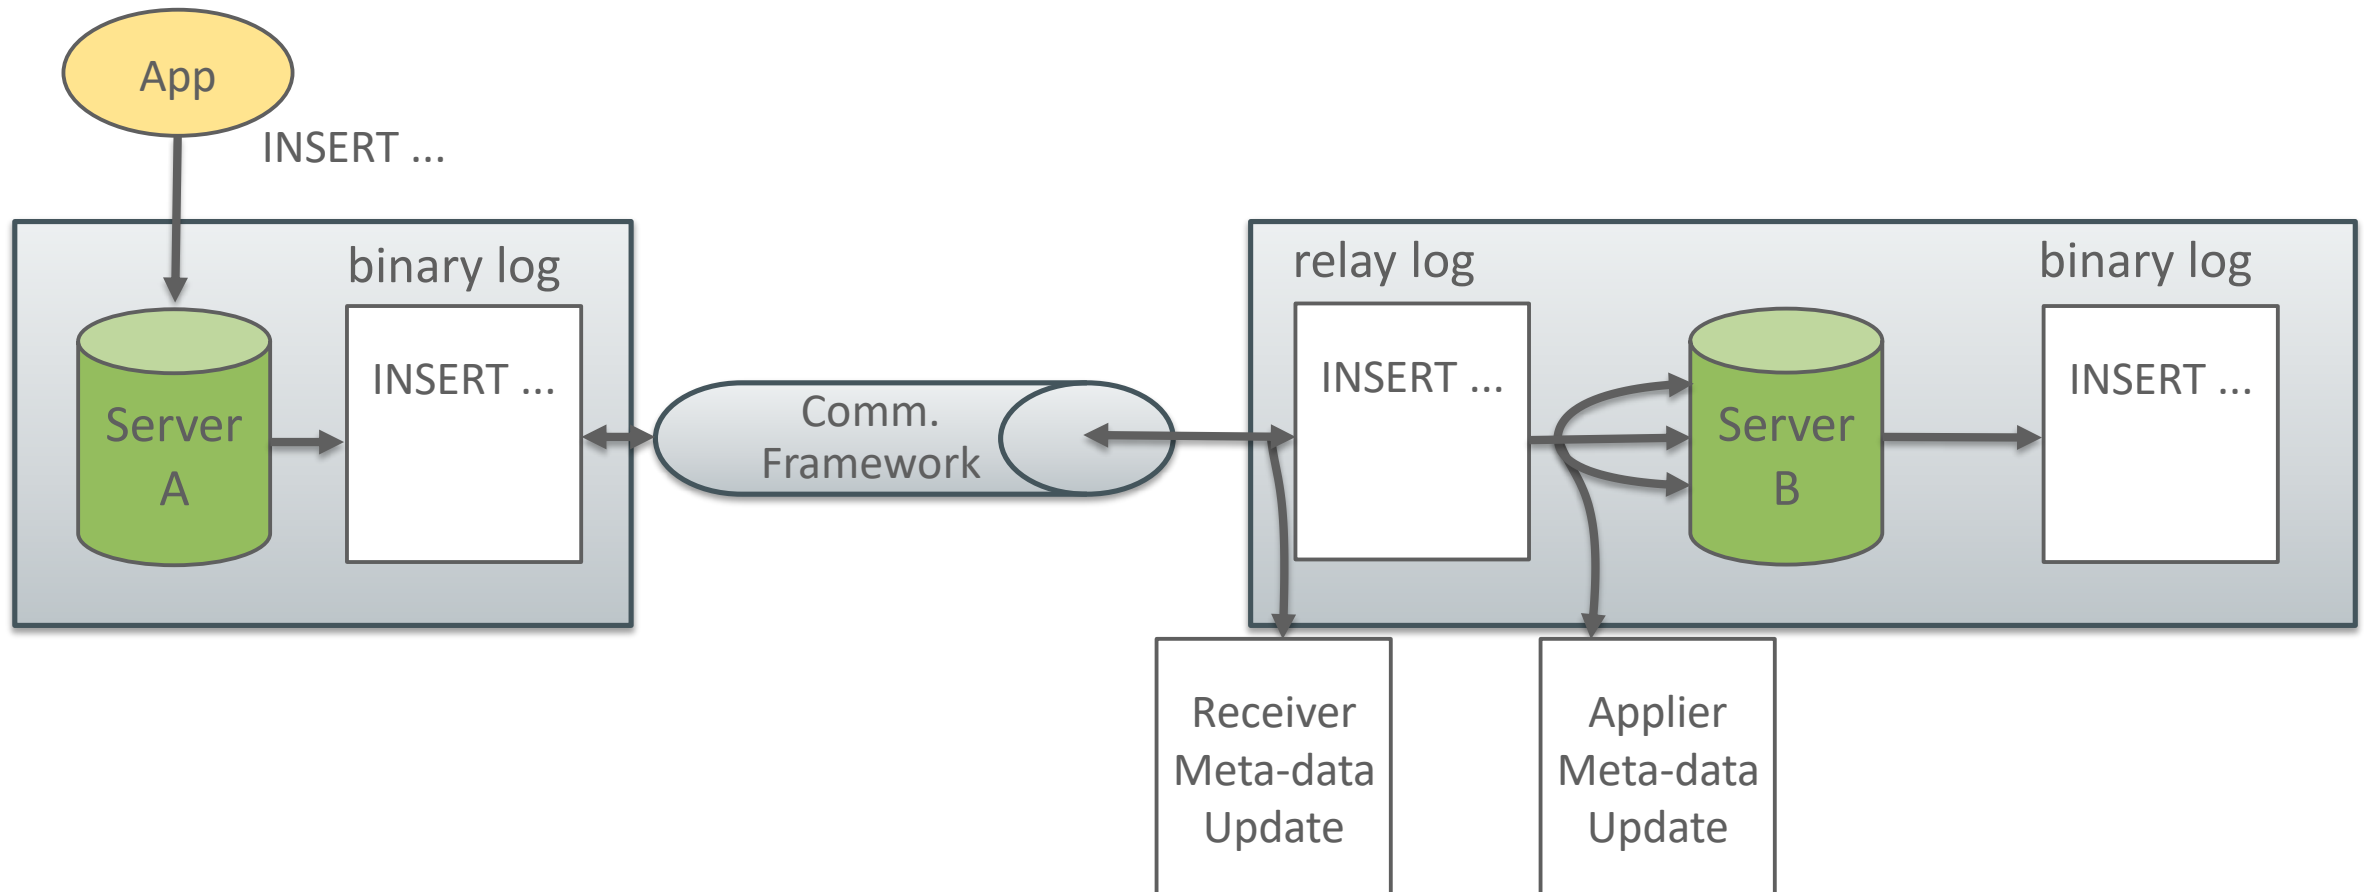 App
INSERT ...
binary log
INSERT ...
Server
A
Comm.
Framework
relay log
INSERT ...
Server
B
binary log
INSERT ...
Receiver
Meta-data
Update
Applier
Meta-data
Update